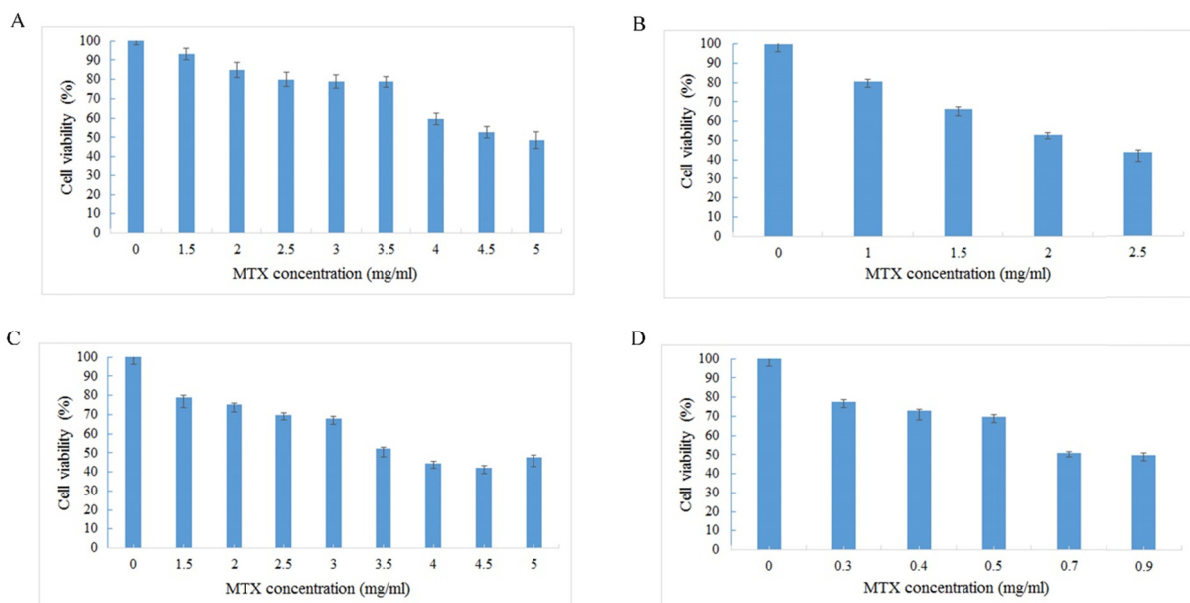 A
Cell viability (%)
100
90
80
70
60
50
40
30
20
10
0
0 1.5 2 2.5 3 3.5 4 4.5 5
MTX concentration (mg/ml)
B
Cell viability (%)
100
90
80
70
60
50
40
30
20
10
0
0 1 1.5 2 2.5
MTX concentration (mg/ml)
C
Cell viability (%)
100
90
80
70
60
50
40
30
20
10
0
0 1.5 2 2.5 3 3.5 4 4.5 5
MTX concentration (mg/ml)
D
Cell viability (%)
100
90
80
70
60
50
40
30
20
10
0
0 0.3 0.4 0.5 0.7 0.9
MTX concentration (mg/ml)